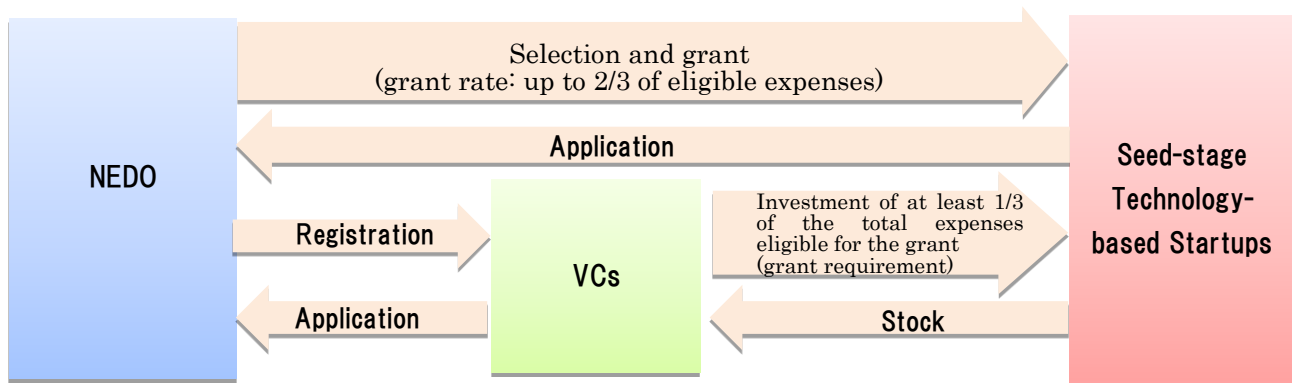 Selection and grant
(grant rate: up to 2/3 of eligible expenses)
Application
NEDO
Seed-stage
Technology-
based Startups
Registration
VCs
Investment of at least 1/3
of the total expenses
eligible for the grant
(grant requirement)
Application
Stock